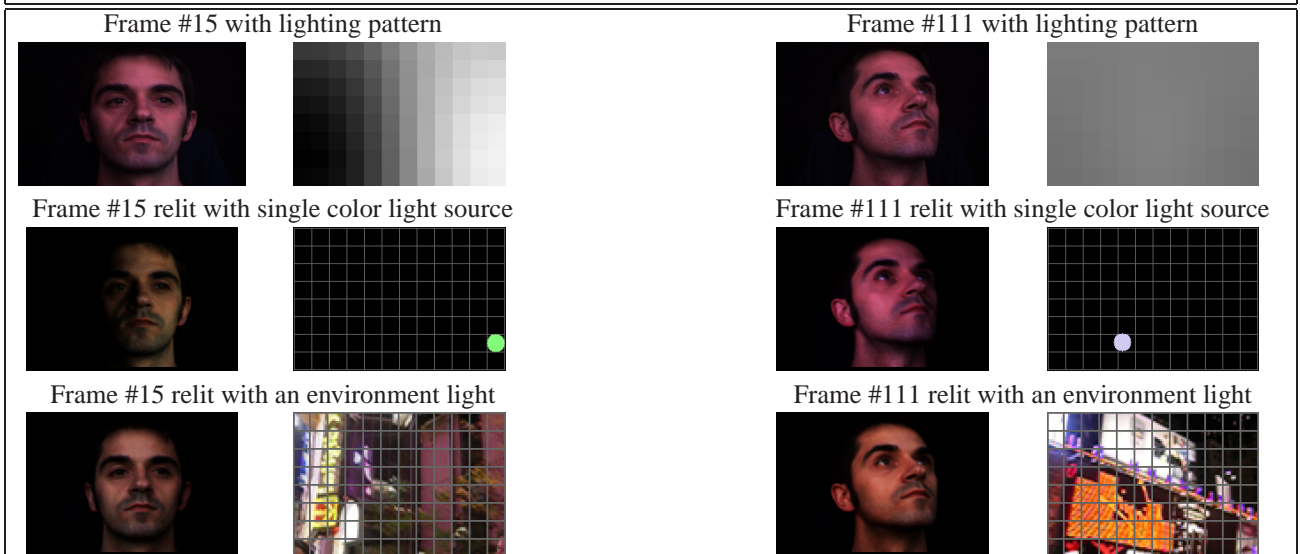 Frame #15 with lighting pattern
Frame #111 with lighting pattern
Frame #15 relit with single color light source
Frame #111 relit with single color light source
Frame #15 relit with an environment light
Frame #111 relit with an environment light